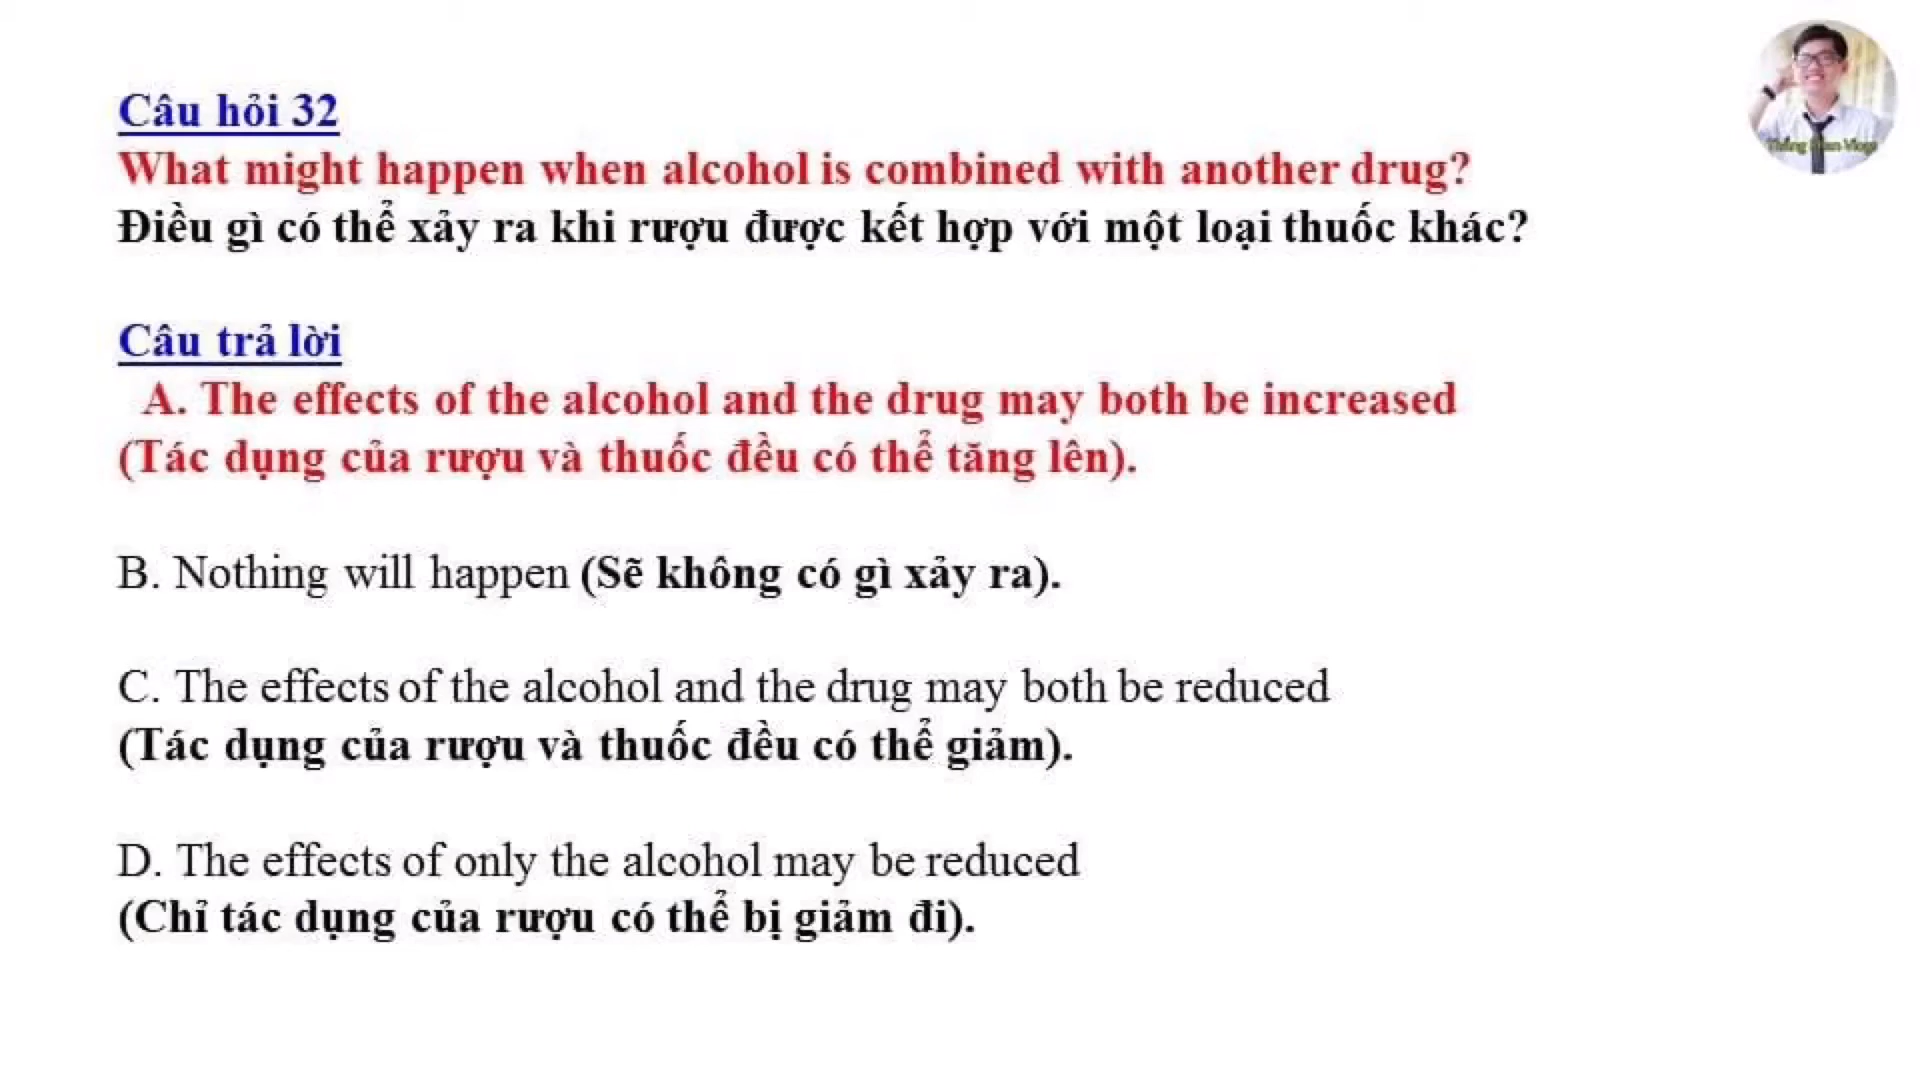 Câu hỏi 32
What might happen when alcohol is combined with another drug?
Điều gì có thể xảy ra khi rượu được kết hợp với một loại thuốc khác?
Câu trả lời
A. The effects of the alcohol and the drug may both be increased
(Tác dụng của rượu và thuốc đều có thể tăng lên).
B. Nothing will happen (Sẽ không có gì xảy ra).
C. The effects of the alcohol and the drug may both be reduced
(Tác dụng của rượu và thuốc đều có thể giảm).
D. The effects of only the alcohol may be reduced
(Chỉ tác dụng của rượu có thể bị giảm đi).